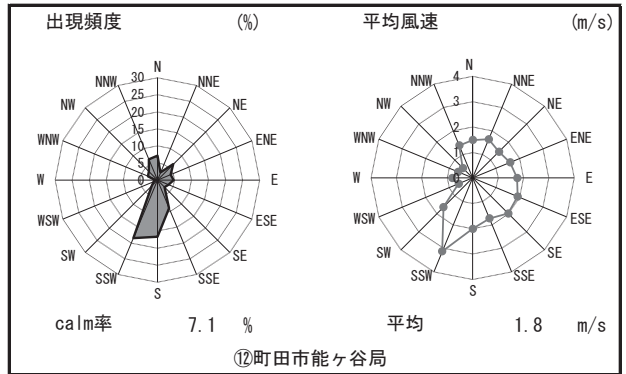 出現頻度 (%)
N
NNE
NE
ENE
E
ESE
SE
SSE
S
SSW
SW
WSW
W
WNW
NW
NNW
30
25
20
15
10
5
0
calm率 7.1 %
平均風速 (m/s)
N
NNE
NE
ENE
E
ESE
SE
SSE
S
SSW
SW
WSW
W
WNW
NW
NNW
4
3
2
1
0
平均 1.8 m/s
⑫町田市能ヶ谷局